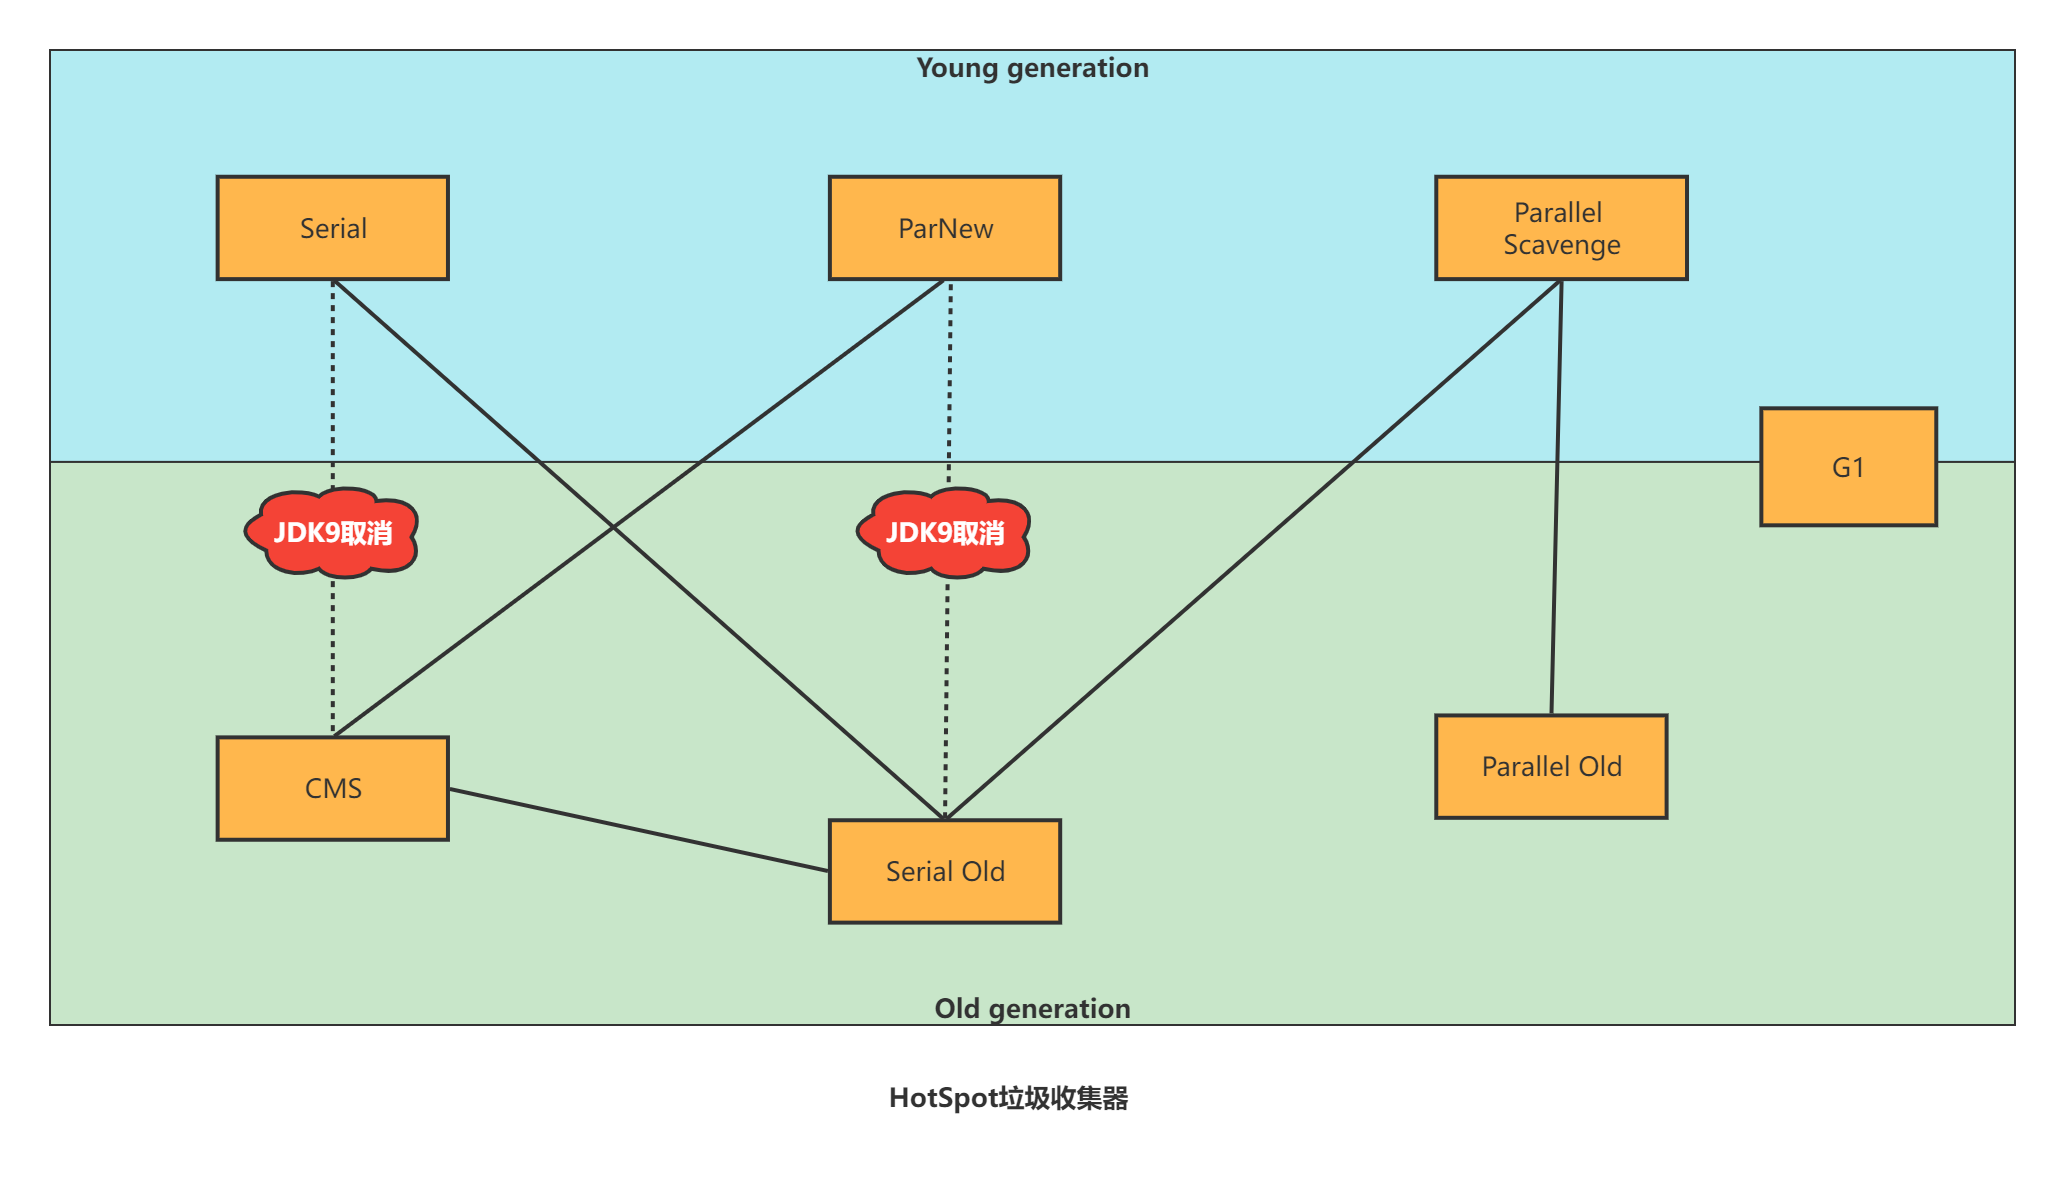 Young generation
Serial
ParNew
Parallel
Scavenge
G1
JDK9取消
JDK9取消
CMS
Parallel Old
Serial Old
Old generation
HotSpot垃圾收集器